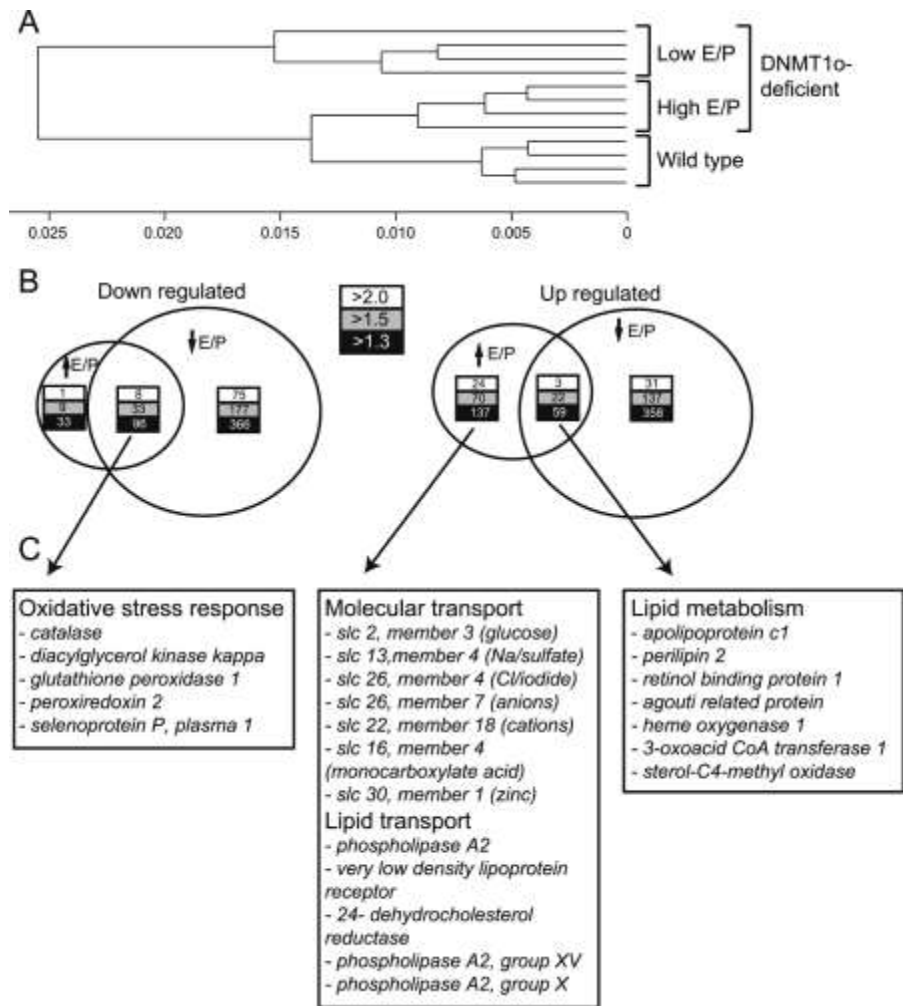 A
Low E/P
High E/P
Wild type
DNMT1o-
deficient
0.025
0.020
0.015
0.010
0.005
0
B
Down regulated
E/P
E/P
1
33
8
33
75
177
366
>2.0
>1.5
>1.3
Up regulated
E/P
E/P
24
70
137
3
22
59
31
137
358
C
Oxidative stress response
- catalase
- diacylglycerol kinase kappa
- glutathione peroxidase 1
- peroxiredoxin 2
- selenoprotein P, plasma 1
Molecular transport
- slc 2, member 3 (glucose)
- slc 13,member 4 (Na/sulfate)
- slc 26, member 4 (Cl/iodide)
- slc 26, member 7 (anions)
- slc 22, member 18 (cations)
- slc 16, member 4
(monocarboxylate acid)
- slc 30, member 1 (zinc)
Lipid transport
- phospholipase A2
- very low density lipoprotein
receptor
- 24- dehydrocholesterol
reductase
- phospholipase A2, group XV
- phospholipase A2, group X
Lipid metabolism
- apolipoprotein c1
- perilipin 2
- retinol binding protein 1
- agouti related protein
- heme oxygenase 1
- 3-oxoacid CoA transferase 1
- sterol-C4-methyl oxidase